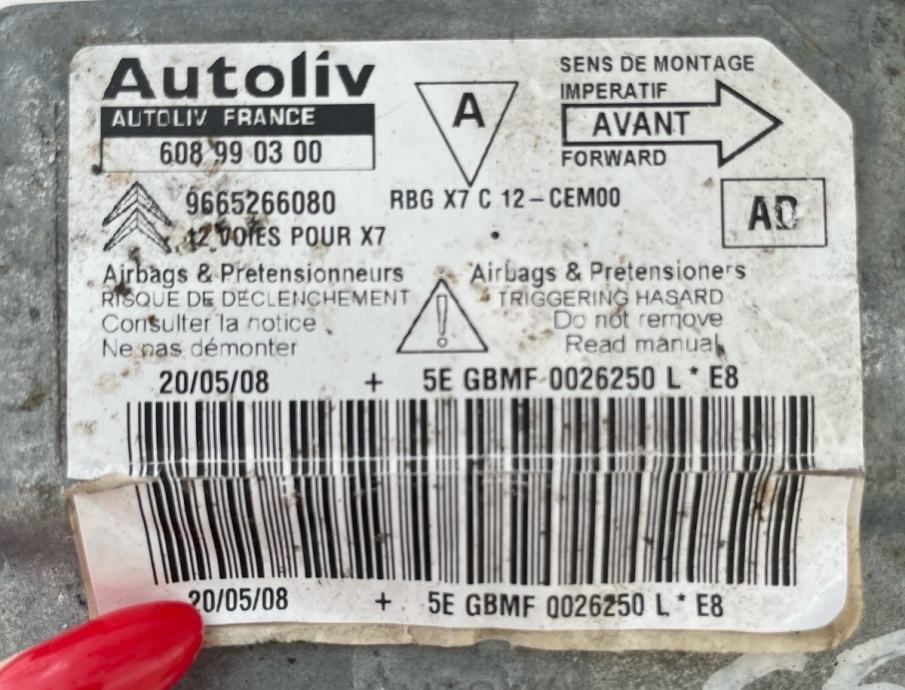 Autoliv
AUTOLIV FRANCE
608 99 03 00
A
SENS DE MONTAGE
IMPERATIF
AVANT
FORWARD
9665266080
RBG X7 C 12-CEM00
12 VOIES POUR X7
AD
Airbags & Pretensionneurs
RISQUE DE DECLENCHEMENT
Consulter la notice
Ne pas démonter
!
Airbags & Pretensioners
TRIGGERING HASARD
Do not remove
Read manual
20/05/08 + 5E GBMF 0026250 L * E8
20/05/08 + 5E GBMF 0026250 L * E8